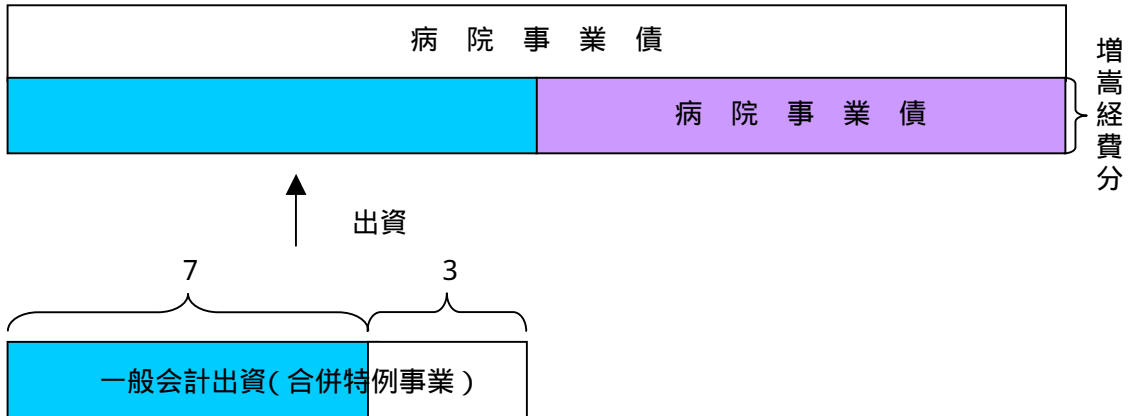 病院事業債
病院事業債
増嵩経費分
出資
7
3
一般会計出資(合併特例事業)